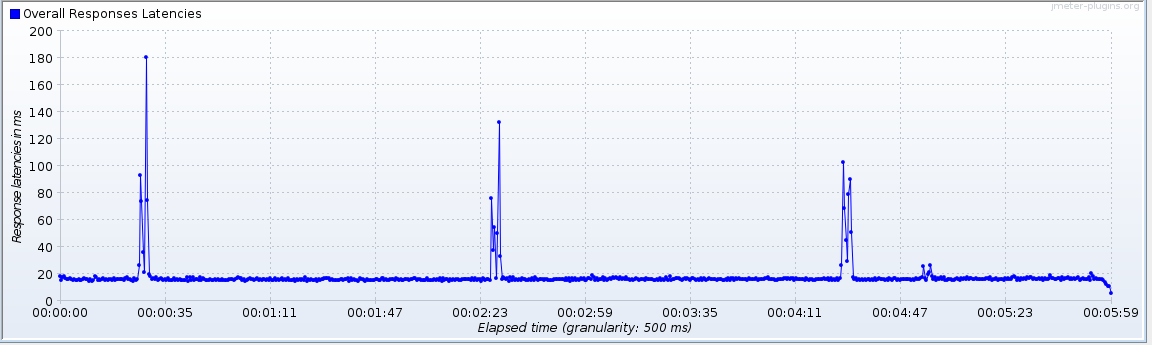 jmeter-plugins.org
Overall Responses Latencies
200
180
160
140
120
100
80
60
40
20
0
Response latencies in ms
00:00:00 00:00:35 00:01:11 00:01:47 00:02:23 00:02:59 00:03:35 00:04:11 00:04:47 00:05:23 00:05:59
Elapsed time (granularity: 500 ms)